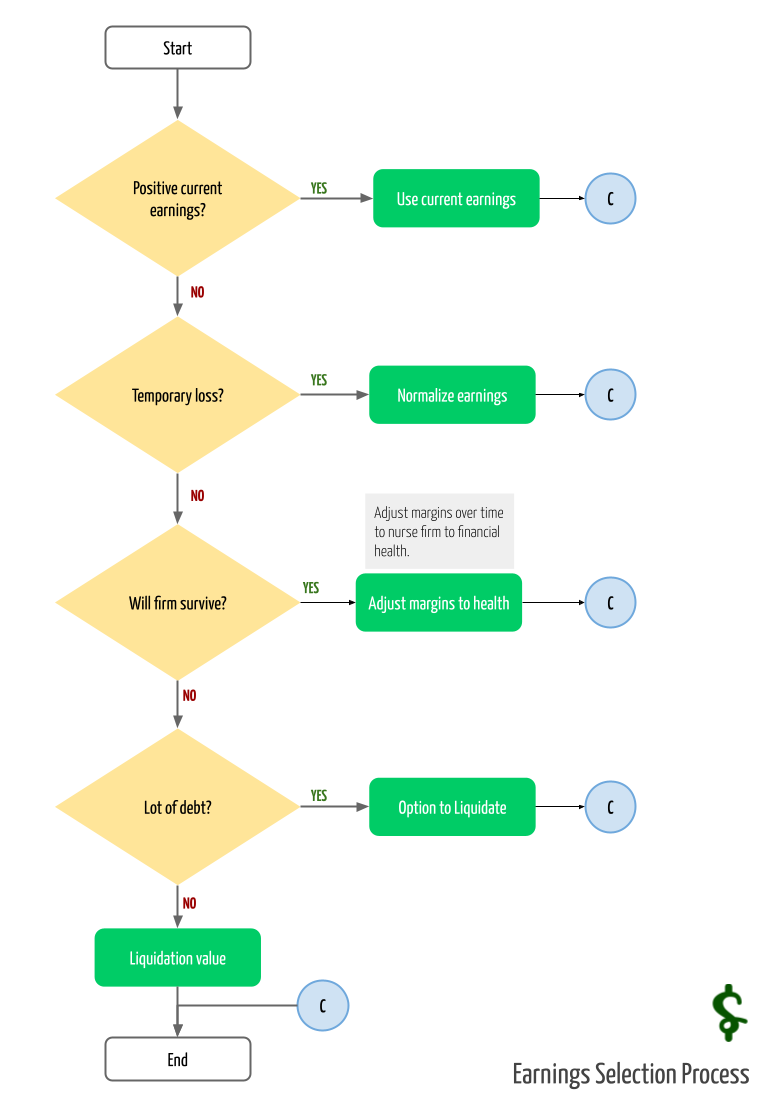 Start
Positive current
earnings?
YES
Use current earnings
C
NO
Temporary loss?
YES
Normalize earnings
C
NO
Adjust margins over time
to nurse firm to financial
health.
Will firm survive?
YES
Adjust margins to health
C
NO
Lot of debt?
YES
Option to Liquidate
C
NO
Liquidation value
C
End
Earnings Selection Process